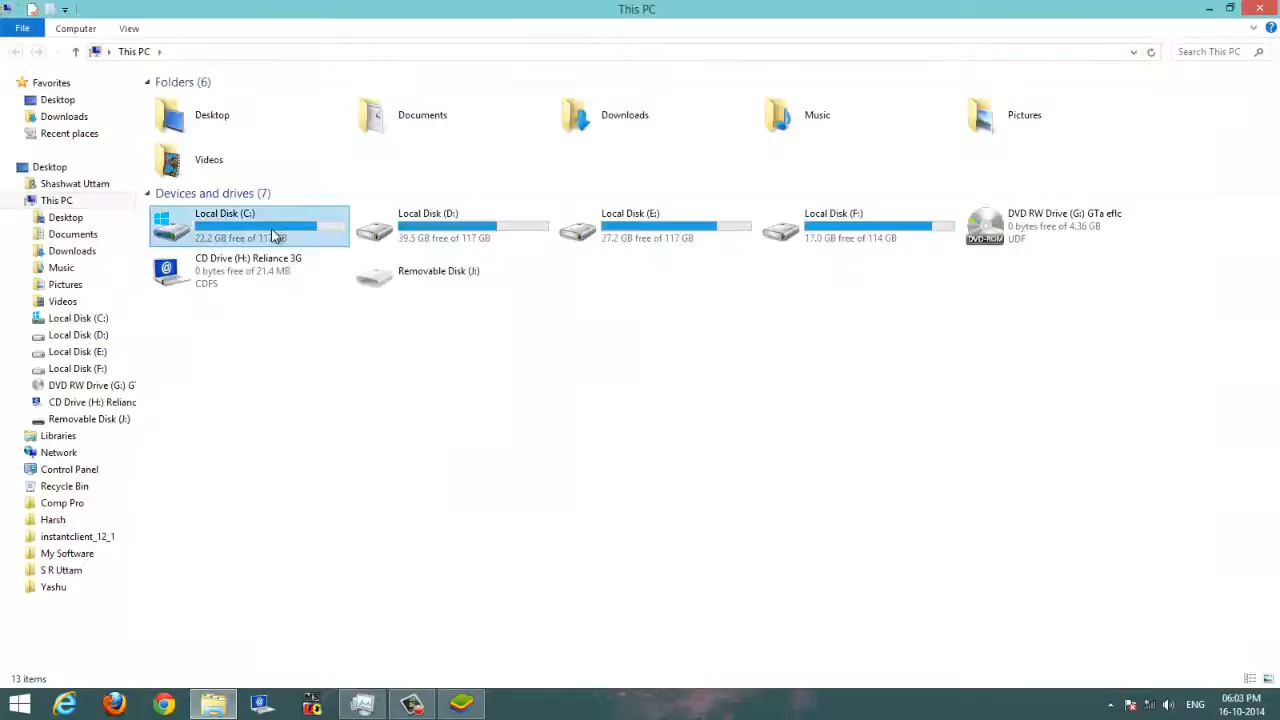 This PC
File Computer View
This PC
Search This PC
Favorites
Desktop
Downloads
Recent places
Desktop
Shashwat Uttam
This PC
Desktop
Documents
Downloads
Music
Pictures
Videos
Local Disk (C:)
Local Disk (D:)
Local Disk (E:)
Local Disk (F:)
DVD RW Drive (G:) GT
CD Drive (H:) Relianc
Removable Disk (J:)
Libraries
Network
Control Panel
Recycle Bin
Comp Pro
Harsh
instantclient_12_1
My Software
S R Uttam
Yashu
Folders (6)
Desktop
Documents
Downloads
Music
Pictures
Videos
Devices and drives (7)
Local Disk (C:)
22.2 GB free of 117 GB
Local Disk (D:)
39.5 GB free of 117 GB
Local Disk (E:)
27.2 GB free of 117 GB
Local Disk (F:)
17.0 GB free of 114 GB
DVD RW Drive (G:) GTa eflc
0 bytes free of 4.36 GB
UDF
DVD-ROM
CD Drive (H:) Reliance 3G
0 bytes free of 21.4 MB
CDFS
Removable Disk (J:)
13 items
ENG
06:03 PM
16-10-2014